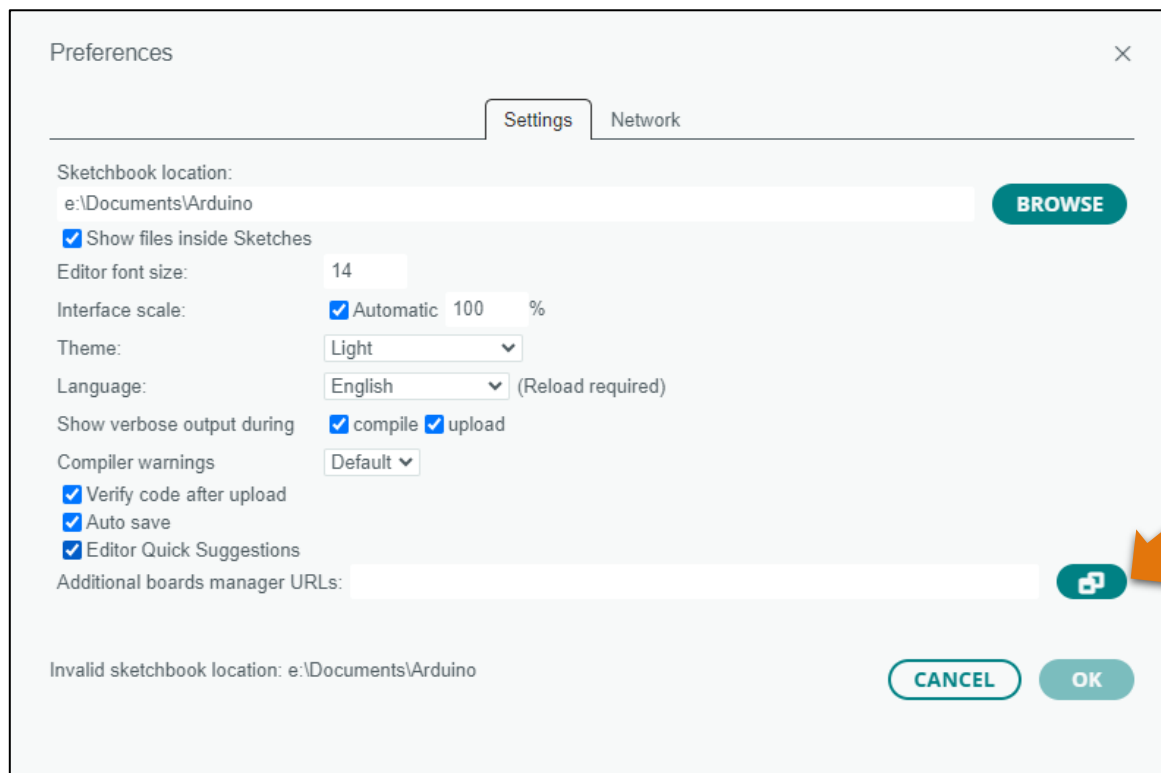 Preferences
Settings Network
Sketchbook location:
e:\Documents\Arduino BROWSE
Show files inside Sketches
Editor font size: 14
Interface scale: Automatic 100 %
Theme: Light
Language: English (Reload required)
Show verbose output during compile upload
Compiler warnings Default
Verify code after upload
Auto save
Editor Quick Suggestions
Additional boards manager URLs:
Invalid sketchbook location: e:\Documents\Arduino CANCEL OK